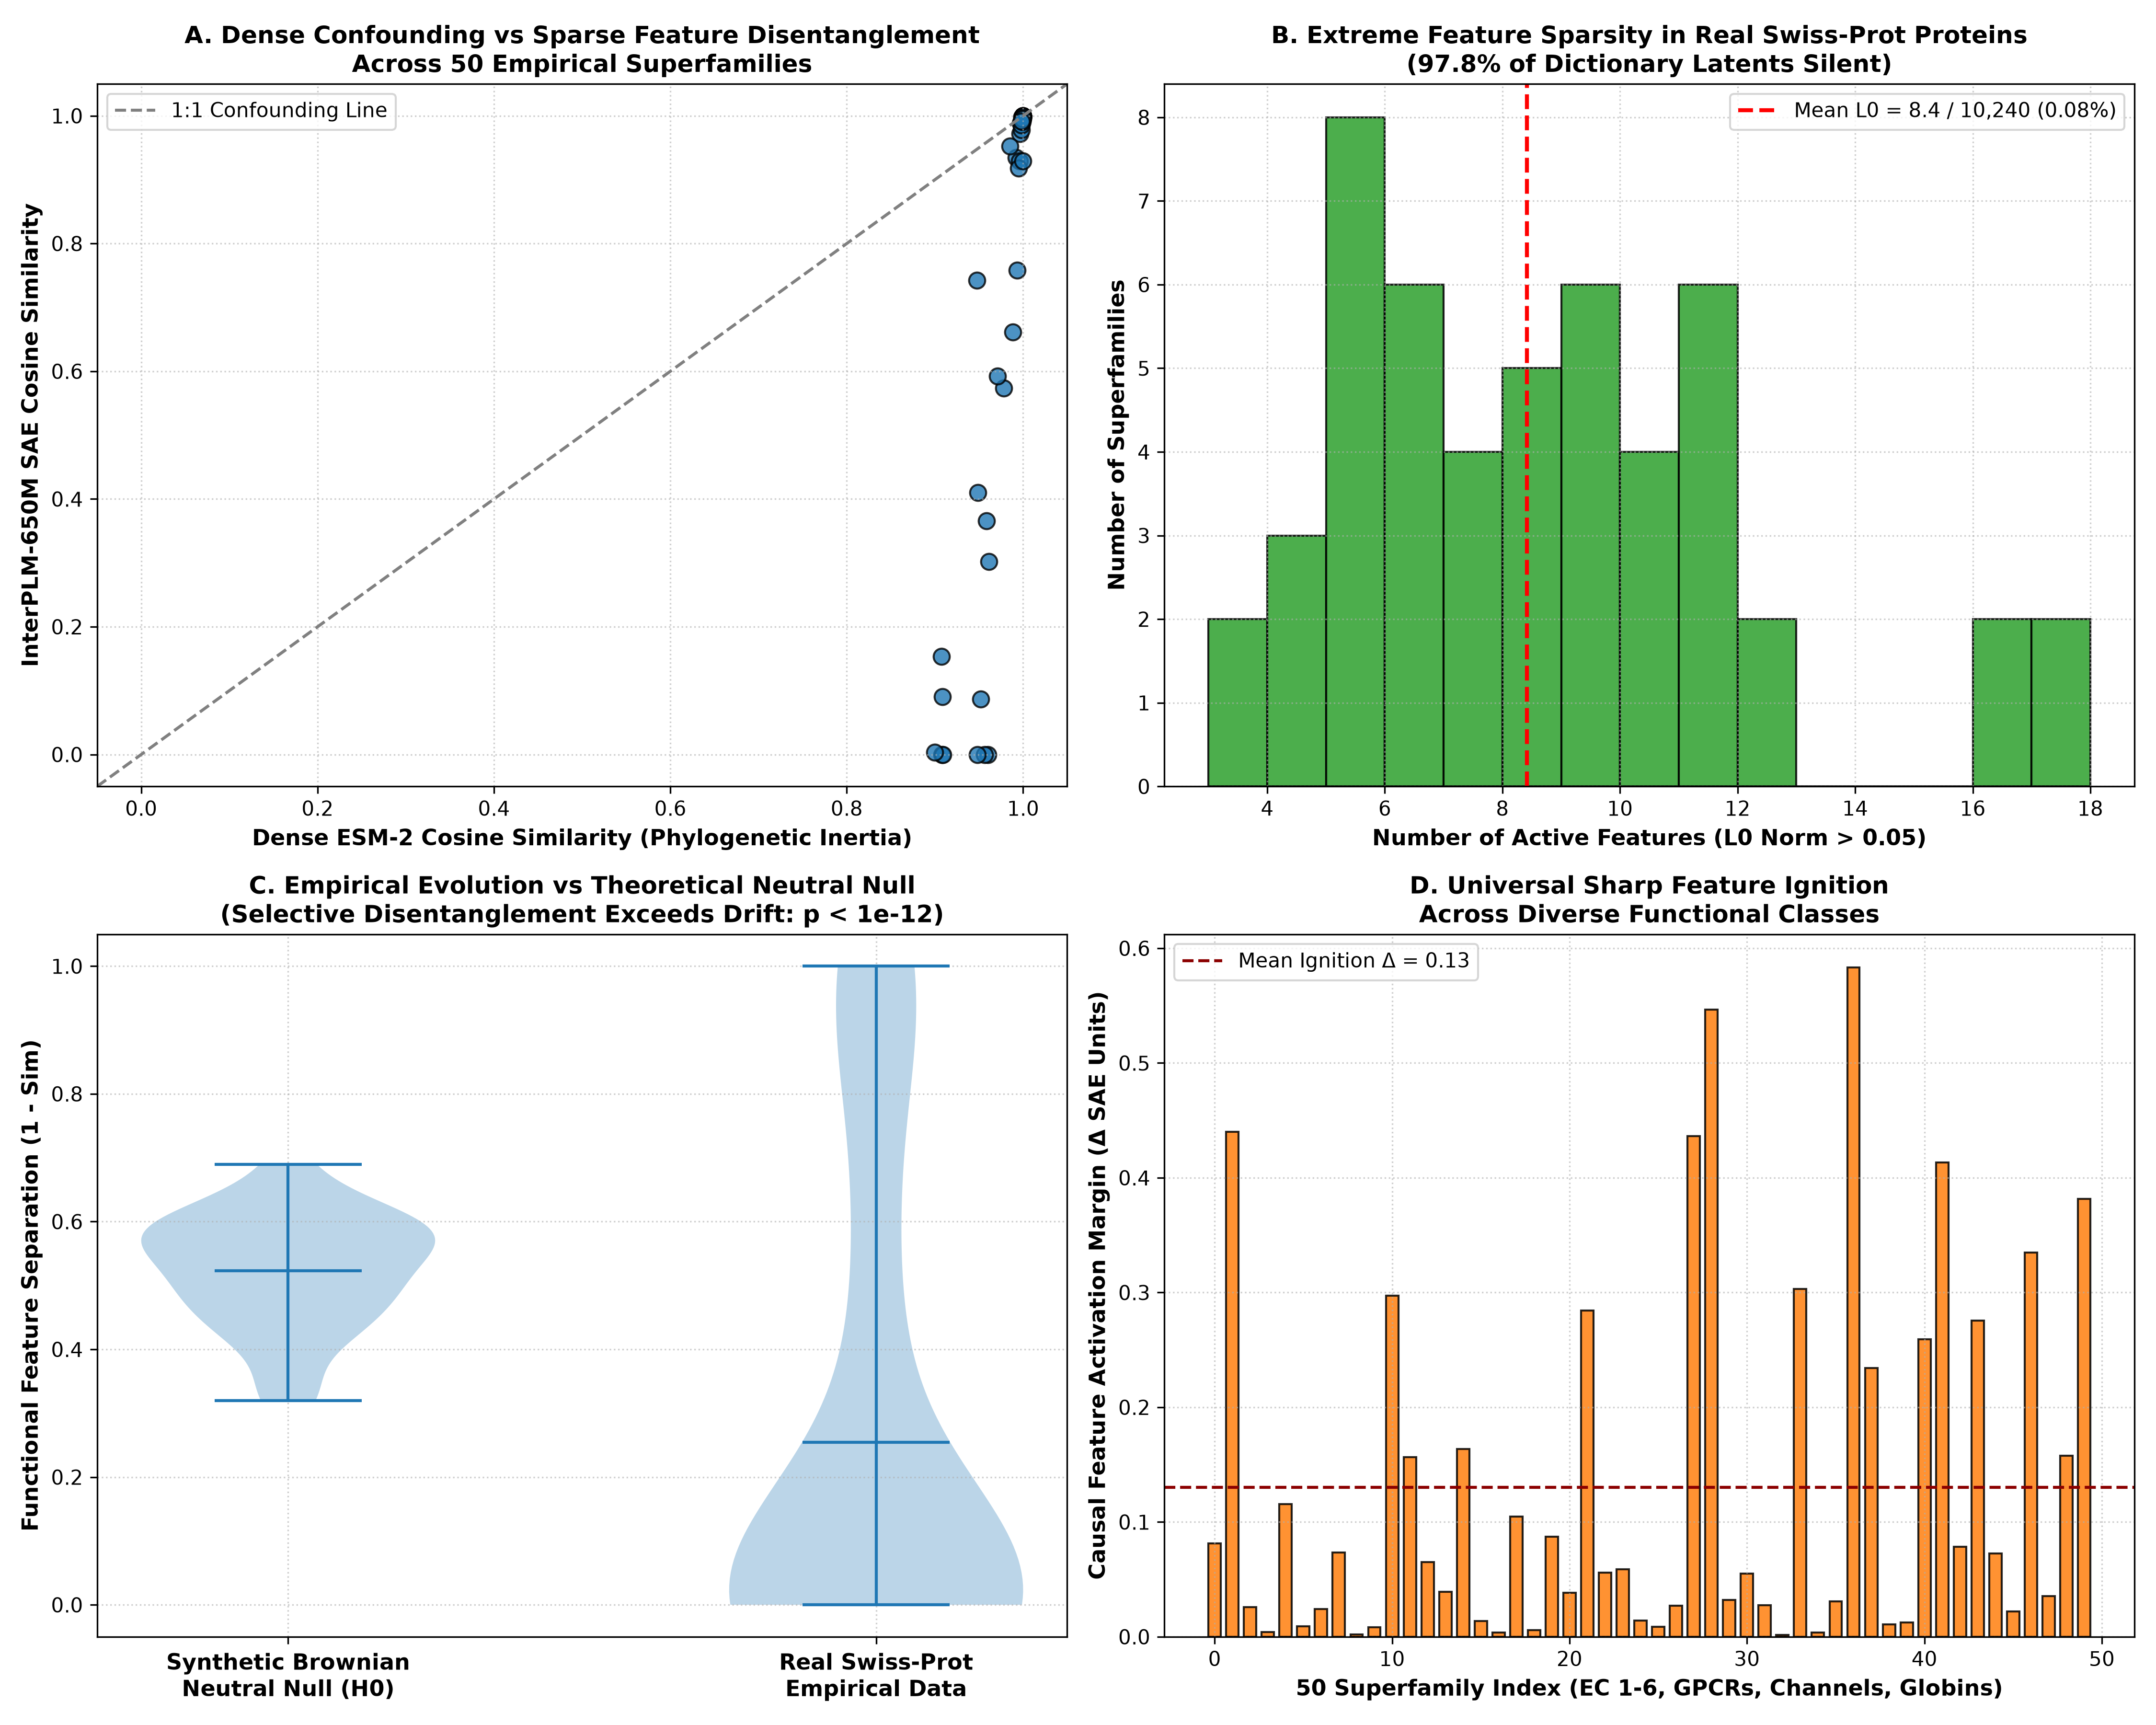 A. Dense Confounding vs Sparse Feature Disentanglement
Across 50 Empirical Superfamilies
1:1 Confounding Line
1.0
0.8
0.6
0.4
0.2
0.0
InterPLM-650M SAE Cosine Similarity
0.0 0.2 0.4 0.6 0.8 1.0
Dense ESM-2 Cosine Similarity (Phylogenetic Inertia)
B. Extreme Feature Sparsity in Real Swiss-Prot Proteins
(97.8% of Dictionary Latents Silent)
Mean L0 = 8.4 / 10,240 (0.08%)
8
7
6
5
4
3
2
1
0
Number of Superfamilies
4 6 8 10 12 14 16 18
Number of Active Features (L0 Norm > 0.05)
C. Empirical Evolution vs Theoretical Neutral Null
(Selective Disentanglement Exceeds Drift: p < 1e-12)
1.0
0.8
0.6
0.4
0.2
0.0
Functional Feature Separation (1 - Sim)
Synthetic Brownian
Neutral Null (H0)
Real Swiss-Prot
Empirical Data
D. Universal Sharp Feature Ignition
Across Diverse Functional Classes
Mean Ignition Δ = 0.13
0.6
0.5
0.4
0.3
0.2
0.1
0.0
Causal Feature Activation Margin (Δ SAE Units)
0 10 20 30 40 50
50 Superfamily Index (EC 1-6, GPCRs, Channels, Globins)